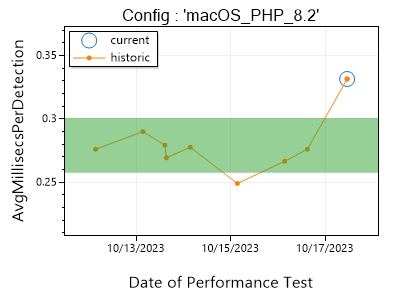 Config : 'macOS_PHP_8.2'
current
historic
AvgMillisecsPerDetection
0.35
0.3
0.25
10/13/2023
10/15/2023
10/17/2023
Date of Performance Test